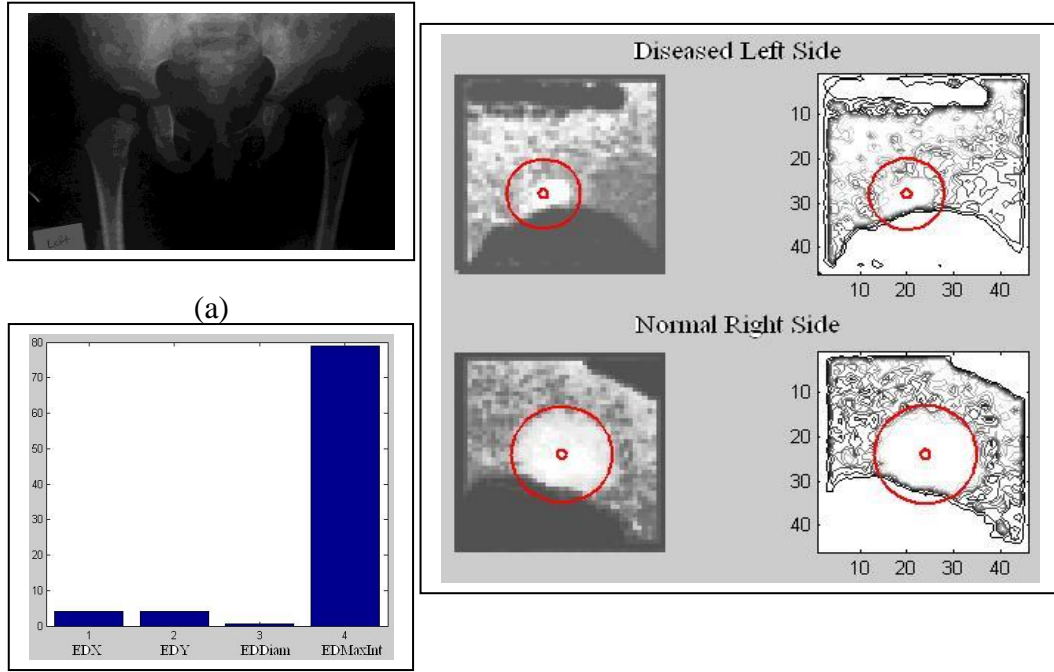 Left
(a)
Diseased Left Side
10
20
30
40
10 20 30 40
Normal Right Side
10
20
30
40
10 20 30 40
80
70
60
50
40
30
20
10
0
1 2 3 4
EDX EDY EDDiam EDMaxInt